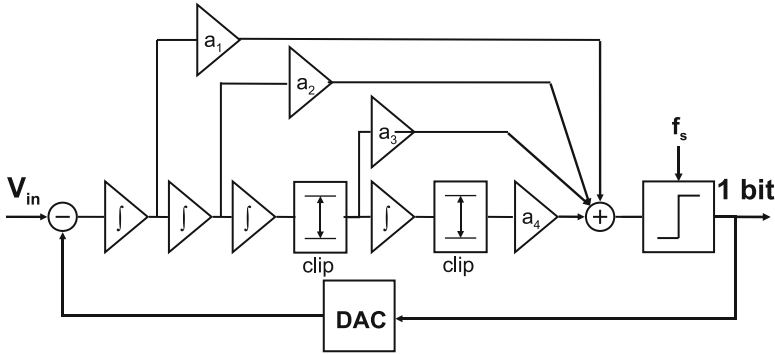 a₁
a₂
a₃
fₛ
Vᵢₙ
1 bit
−
∫
∫
∫
∫
a₄
+
clip
clip
DAC